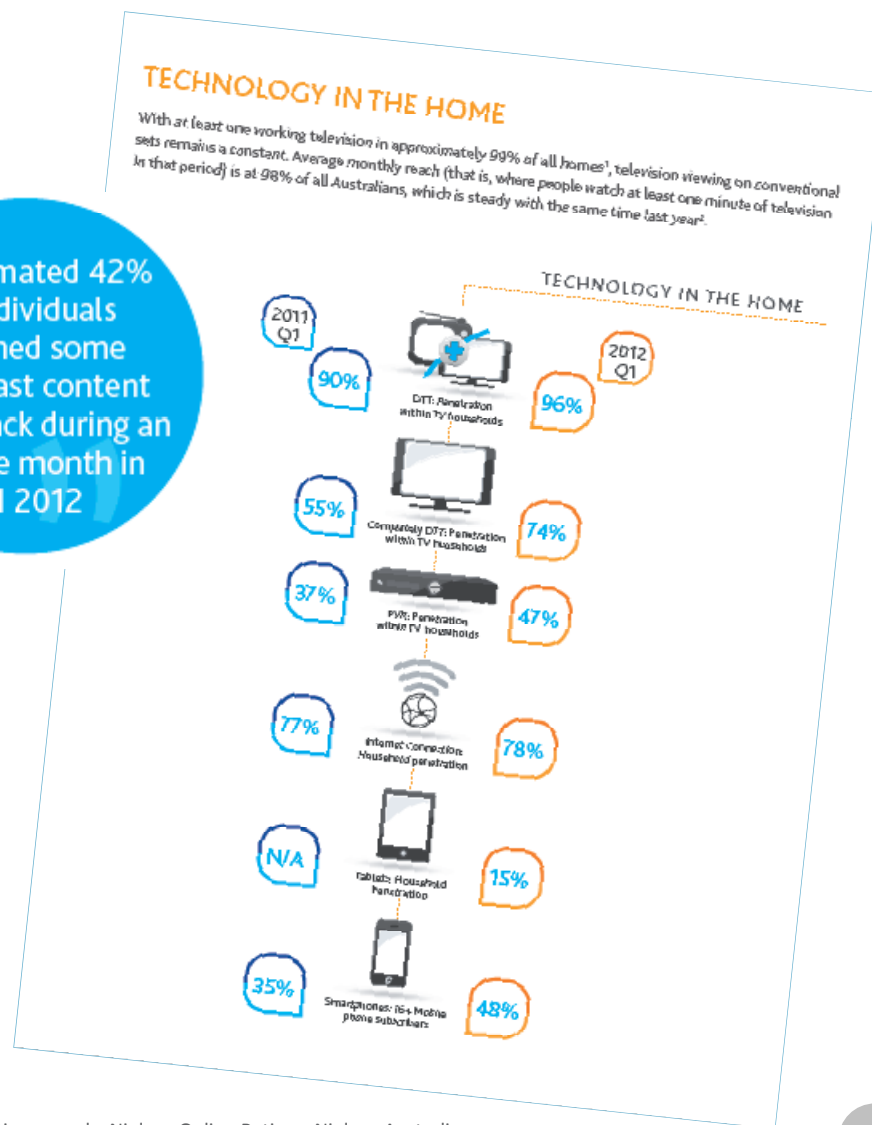 TECHNOLOGY IN THE HOME
With at least one working television in approximately 99% of all homes¹, television viewing on conventional
sets remains a constant. Average monthly reach (that is, where people watch at least one minute of television
in that period) is at 98% of all Australians, which is steady with the same time last year².
mated 42%
dividuals
ned some
ast content
ck during an
e month in
2012
TECHNOLOGY IN THE HOME
2011
Q1
2012
Q1
90%
DTT: Penetration
within TV households
96%
55%
Completely DTT: Penetration
within TV households
74%
37%
PVR: Penetration
within TV households
47%
77%
Internet Connection:
Household penetration
78%
N/A
Tablets: Household
Penetration
15%
35%
Smartphones: 16+ Mobile
phone subscribers
48%